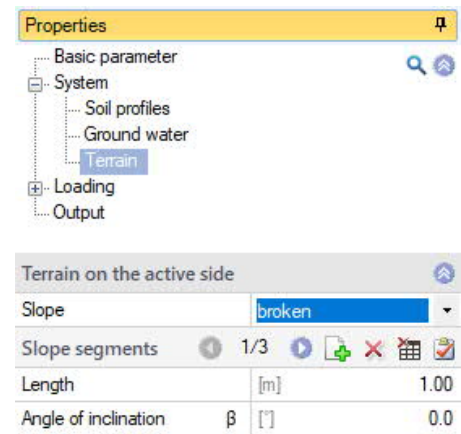 Properties
Basic parameter
System
Soil profiles
Ground water
Terrain
Loading
Output
Terrain on the active side
Slope broken
Slope segments 1/3
Length [m] 1.00
Angle of inclination β [°] 0.0